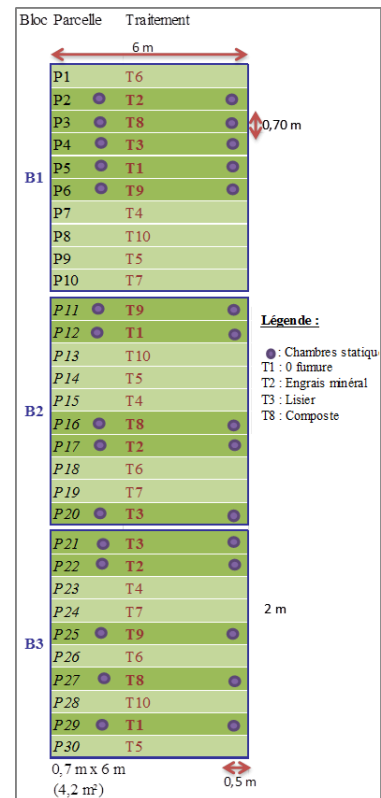 Bloc Parcelle Traitement
6 m
P1 T6
P2 T2
P3 T8
0,70 m
P4 T3
P5 T1
B1
P6 T9
P7 T4
P8 T10
P9 T5
P10 T7
P11 T9
Légende :
P12 T1
P13 T10
: Chambres statiqu
P14 T5
T1 : 0 fumure
P15 T4
T2 : Engrais minéral
B2
T3 : Lisier
P16 T8
T8 : Composte
P17 T2
P18 T6
P19 T7
P20 T3
P21 T3
P22 T2
P23 T4
P24 T7
2 m
P25 T9
B3
P26 T6
P27 T8
P28 T10
P29 T1
P30 T5
0,7 m x 6 m
(4,2 m²)
0,5 m